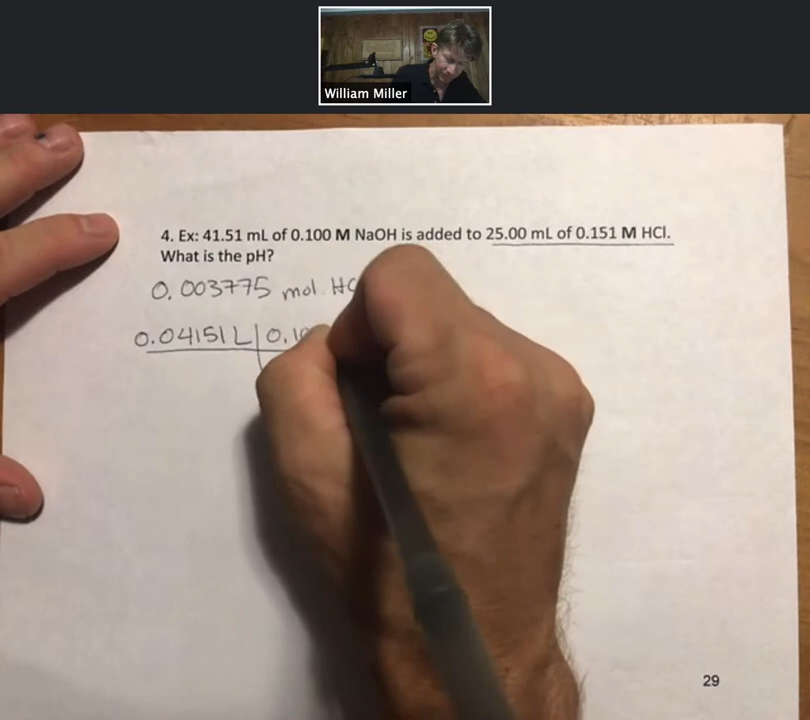 William Miller
4. Ex: 41.51 mL of 0.100 M NaOH is added to 25.00 mL of 0.151 M HCl.
What is the pH?
0.003775 mol
0.04151 L
29